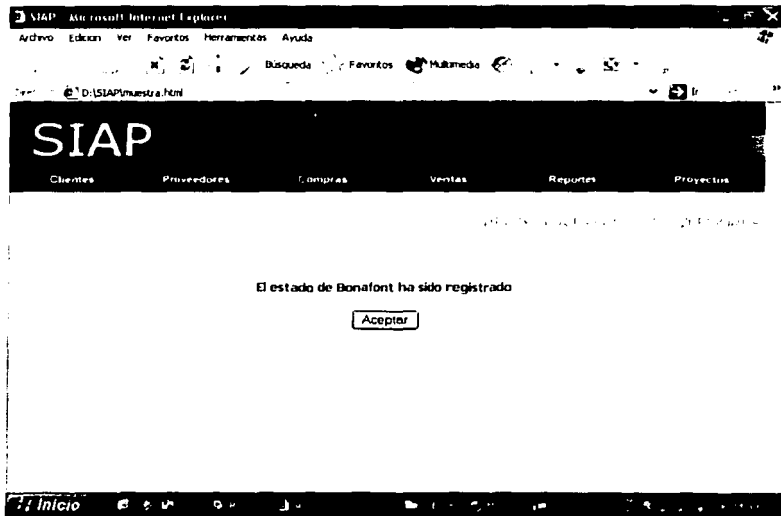 SIAP - Microsoft Internet Explorer
Archivo Edicion Ver Favoritos Herramientas Ayuda
Búsqueda Favoritos Multimedia
D:\SIAP\muestra.html Ir
SIAP
Clientes Proveedores Compras Ventas Reportes Proyectos
El estado de Bonafont ha sido registrado
Aceptar
Inicio